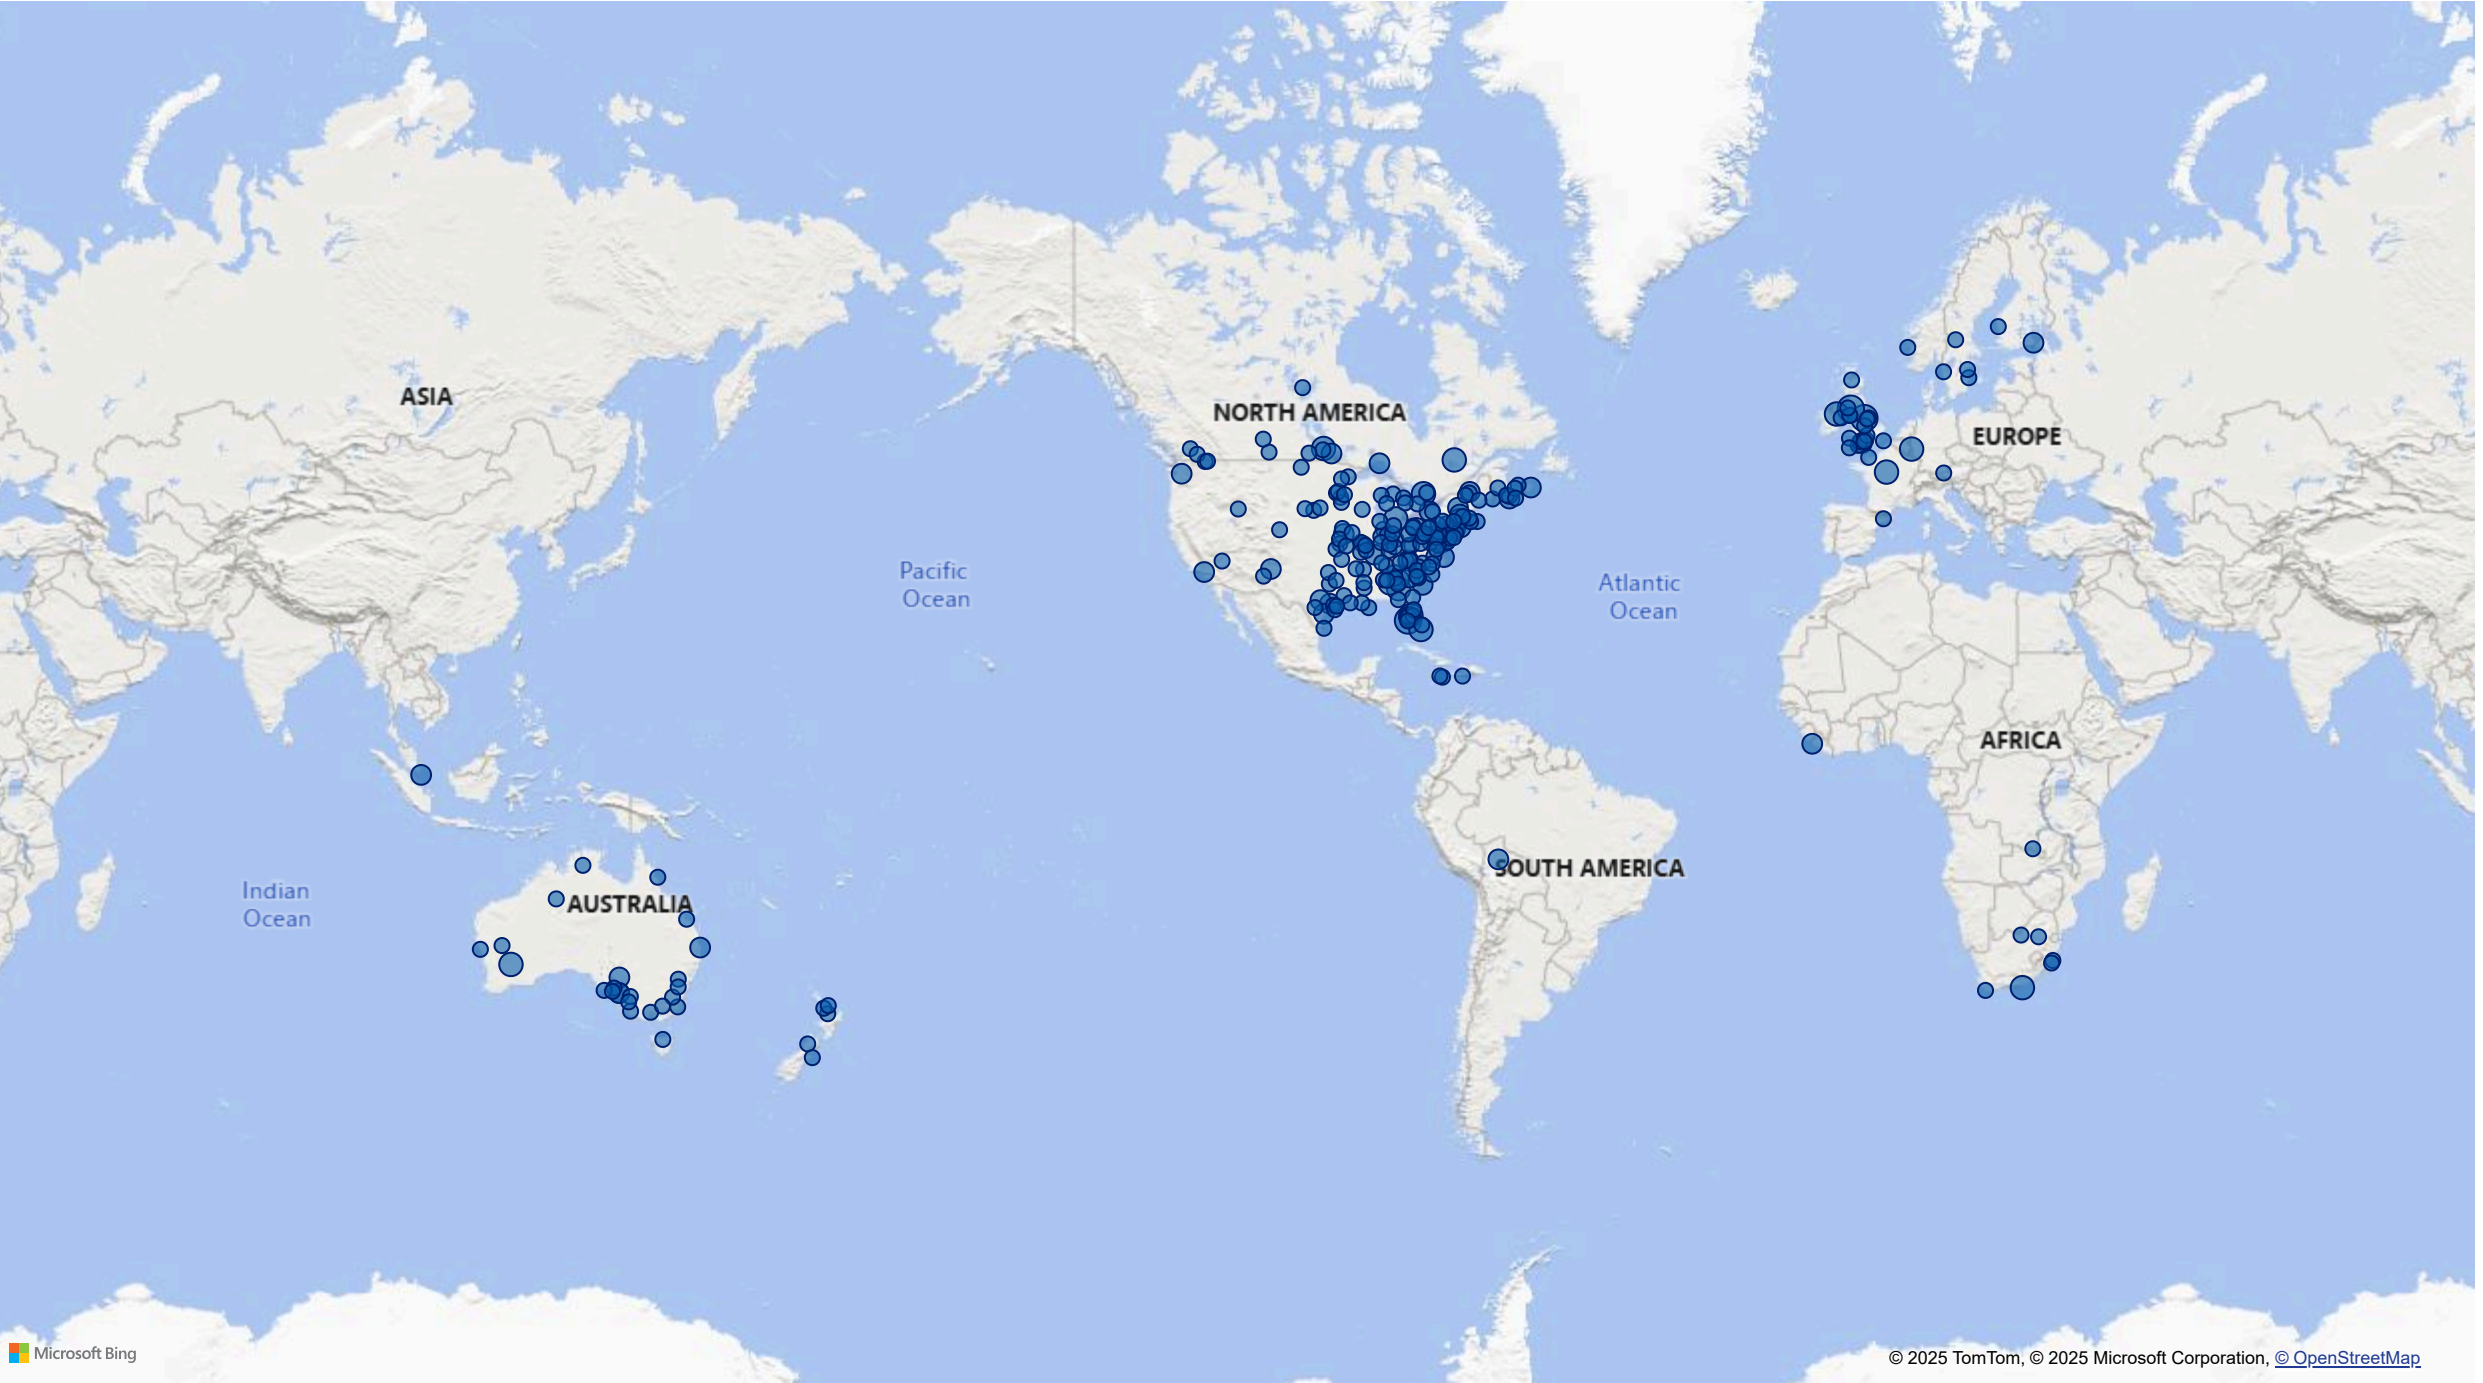 ASIA
NORTH AMERICA
EUROPE
Pacific
Ocean
Atlantic
Ocean
AFRICA
SOUTH AMERICA
Indian
Ocean
AUSTRALIA
Microsoft Bing
© 2025 TomTom, © 2025 Microsoft Corporation, © OpenStreetMap